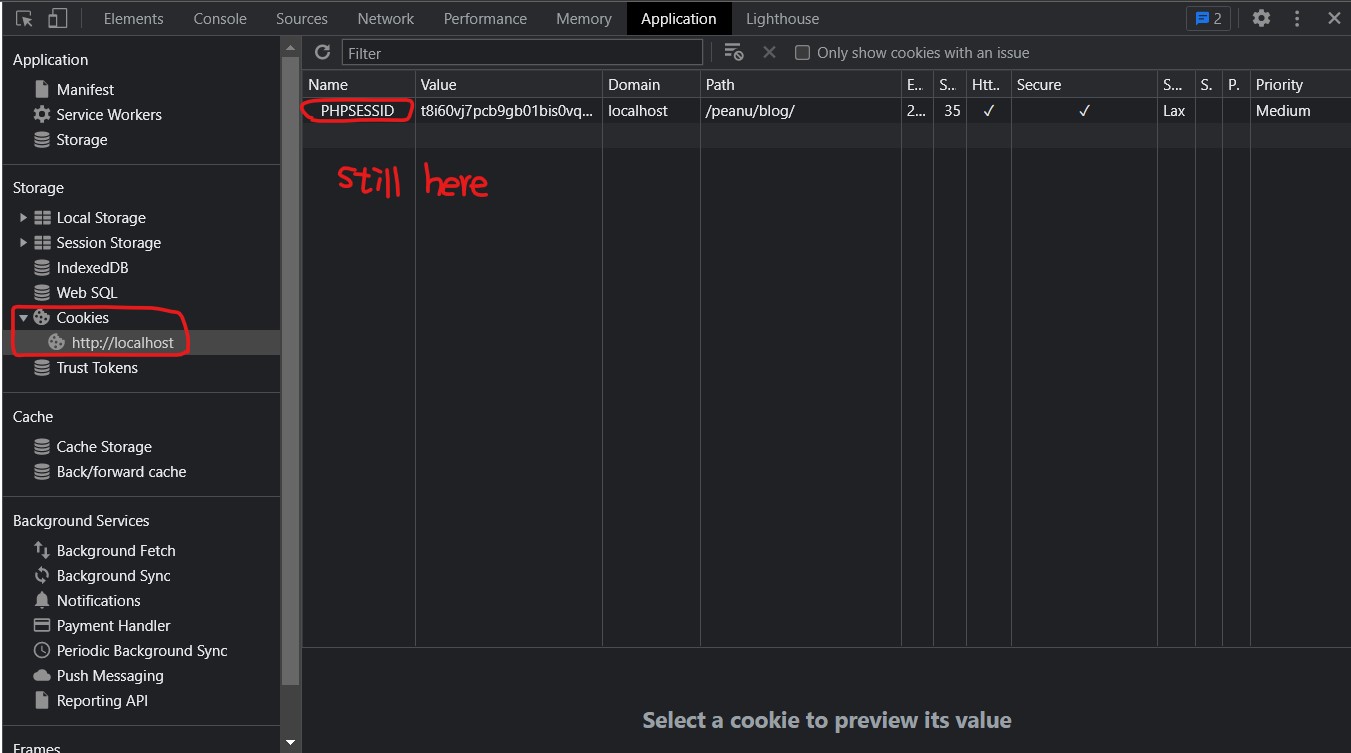 Elements Console Sources Network Performance Memory Application Lighthouse 2
Application
Manifest
Service Workers
Storage
Storage
Local Storage
Session Storage
IndexedDB
Web SQL
Cookies
http://localhost
Trust Tokens
Cache
Cache Storage
Back/forward cache
Background Services
Background Fetch
Background Sync
Notifications
Payment Handler
Periodic Background Sync
Push Messaging
Reporting API
Frames
Filter Only show cookies with an issue
Name Value Domain Path E... S... Htt.. Secure S... S. P. Priority
PHPSESSID t8i60vj7pcb9gb01bis0vq... localhost /peanu/blog/ 2... 35 ✓ ✓ Lax Medium
still here
Select a cookie to preview its value